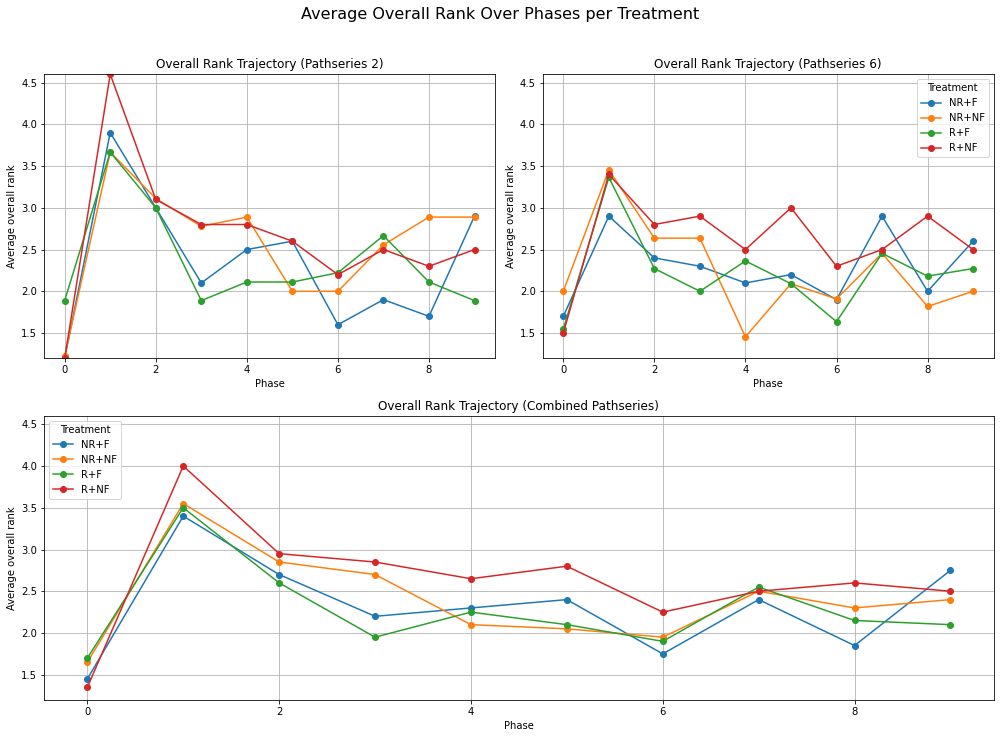 Average Overall Rank Over Phases per Treatment
Overall Rank Trajectory (Pathseries 2)
4.5
4.0
3.5
3.0
2.5
2.0
1.5
Average overall rank
0 2 4 6 8
Phase
Overall Rank Trajectory (Pathseries 6)
4.5
4.0
3.5
3.0
2.5
2.0
1.5
Average overall rank
Treatment
NR+F
NR+NF
R+F
R+NF
0 2 4 6 8
Phase
Overall Rank Trajectory (Combined Pathseries)
4.5
4.0
3.5
3.0
2.5
2.0
1.5
Average overall rank
Treatment
NR+F
NR+NF
R+F
R+NF
0 2 4 6 8
Phase